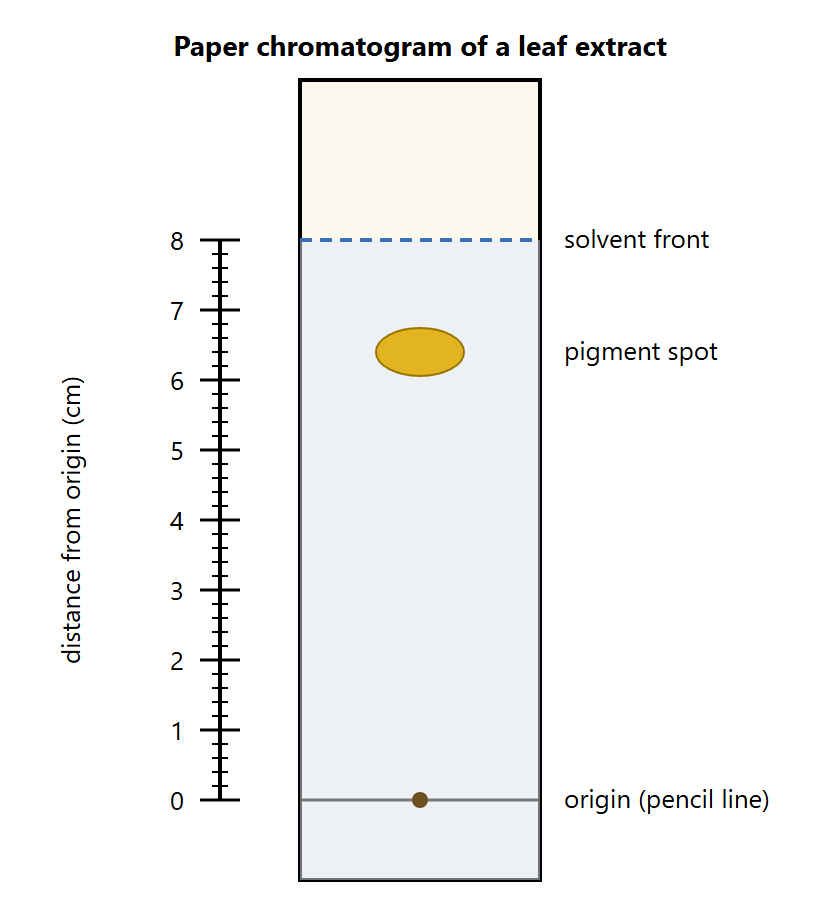 Paper chromatogram of a leaf extract
8
solvent front
7
pigment spot
6
5
4
3
2
1
0
origin (pencil line)
distance from origin (cm)